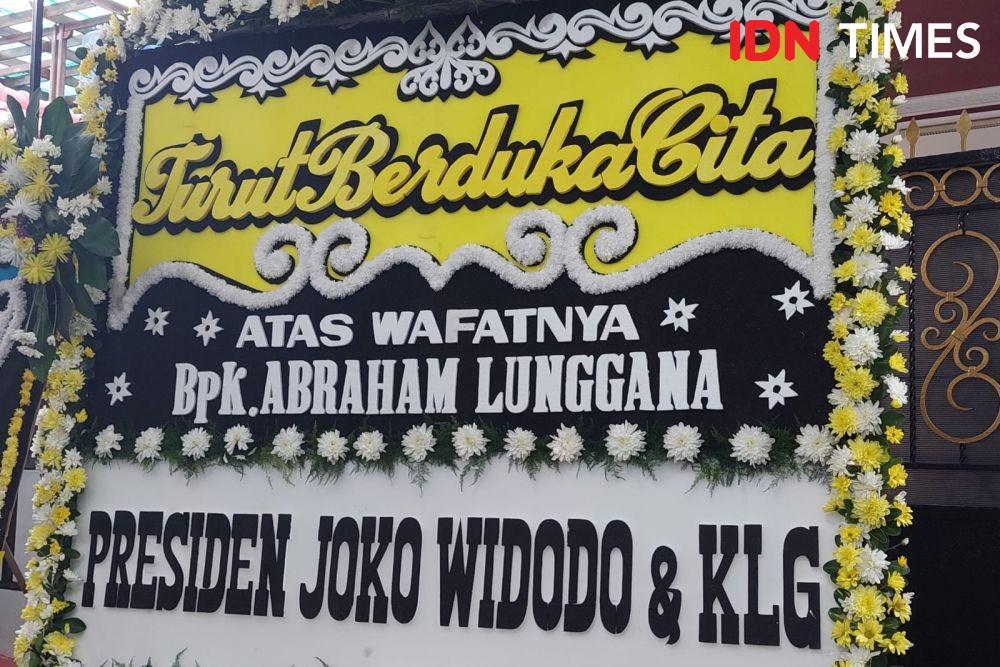 IDN TIMES
Turut Berduka Cita
ATAS WAFATNYA
BpK. ABRAHAM LUNGGANA
PRESIDEN JOKO WIDODO & KLG